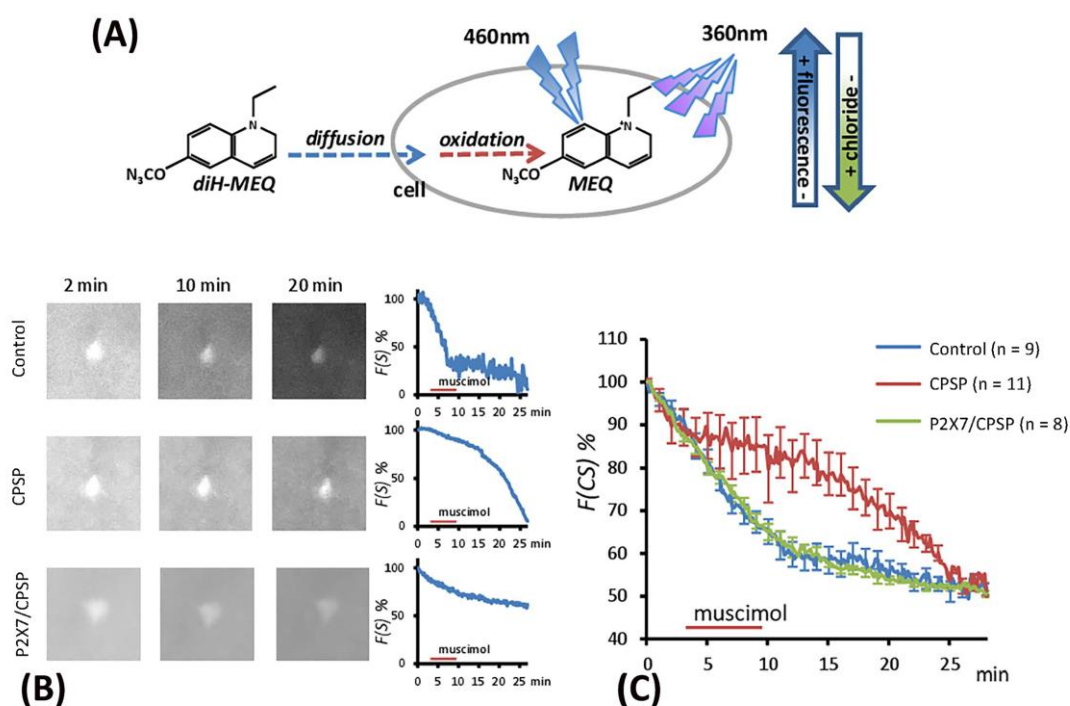 (A)
460nm
360nm
+ fluorescence -
+ chloride -
N
diffusion
oxidation
N
+
N₃CO
diH-MEQ
cell
N₃CO
MEQ
2 min
10 min
20 min
Control
CPSP
P2X7/CPSP
F(S) %
100
50
0
muscimol
0 5 10 15 20 25 min
F(S) %
100
50
0
muscimol
0 5 10 15 20 25 min
F(S) %
100
50
0
muscimol
0 5 10 15 20 25 min
(B)
F(CS) %
110
100
90
80
70
60
50
40
Control (n = 9)
CPSP (n = 11)
P2X7/CPSP (n = 8)
muscimol
0 5 10 15 20 25 min
(C)